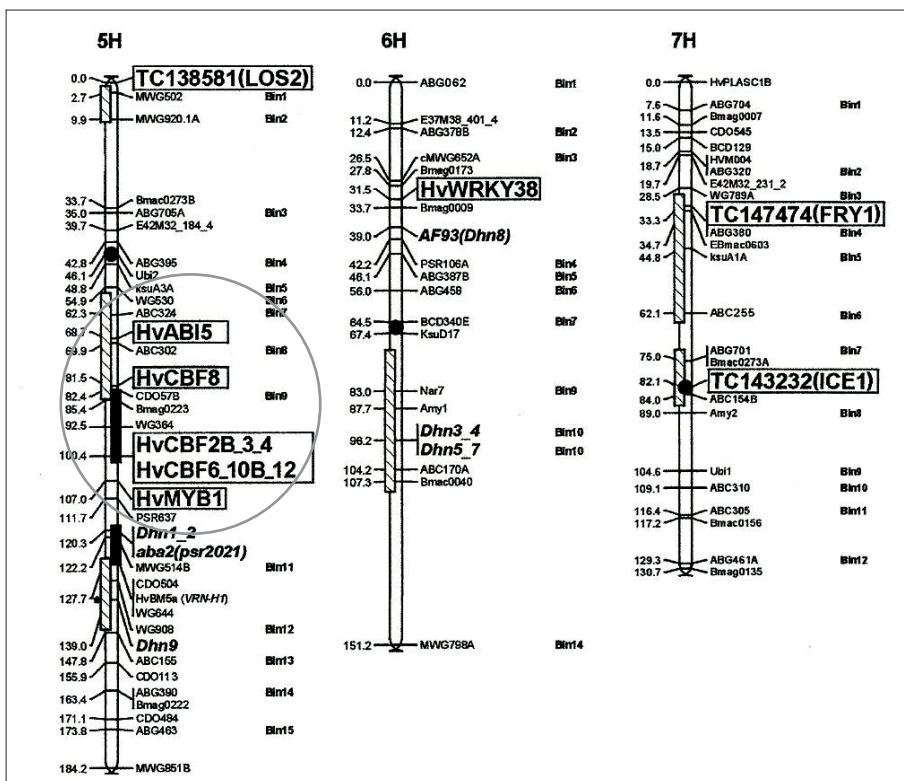 5H
0.0 TC138581(LOS2)
2.7 MWG502 Bin1
9.9 MWG920.1A Bin2
33.7 Bmac0273B
35.0 ABG705A Bin3
39.7 E42M32_184_4
42.8 ABG395 Bin4
46.1 Ubi2
48.8 ksuA3A Bin5
54.9 WG530 Bin6
62.3 ABC324 Bin7
68.7 HvABI5
69.9 ABC302 Bin8
81.5 HvCBF8
82.4 CDO57B Bin9
85.4 Bmag0223
92.5 WG364
100.4 HvCBF2B_3_4
HvCBF6_10B_12
107.0 HvMYB1
111.7 PSR637
120.3 Dhn1_2
aba2(psr2021)
122.2 MWG514B Bin11
CDO504
127.7 HvBM5a (VRN-H1)
WG644
WG908 Bin12
139.0 Dhn9
147.8 ABC155 Bin13
155.9 CDO113
163.4 ABG390 Bin14
Bmag0222
171.1 CDO484
173.8 ABG463 Bin15
184.2 MWG851B
6H
0.0 ABG062 Bin1
11.2 E37M38_401_4
12.4 ABG378B Bin2
26.5 cMWG652A Bin3
27.8 Bmag0173
31.5 HvWRKY38
33.7 Bmag0009
39.0 AF93(Dhn8)
42.2 PSR106A Bin4
46.1 ABG387B Bin5
56.0 ABG458 Bin6
64.5 BCD340E Bin7
67.4 KsuD17
83.0 Nar7 Bin9
87.7 Amy1
96.2 Dhn3_4 Bin10
Dhn5_7 Bin10
104.2 ABC170A
107.3 Bmac0040
151.2 MWG798A Bin14
7H
0.0 HvPLASC1B
7.6 ABG704 Bin1
11.6 Bmag0007
13.5 CDO545
15.0 BCD129
18.7 HVM004
ABG320 Bin2
19.7 E42M32_231_2
28.5 WG789A Bin3
33.3 TC147474(FRY1)
ABG380 Bin4
34.7 EBmac0603
44.8 ksuA1A Bin5
62.1 ABC255 Bin6
75.0 ABG701 Bin7
Bmac0273A
82.1 TC143232(ICE1)
84.0 ABC154B
89.0 Amy2 Bin8
104.6 Ubi1 Bin9
109.1 ABC310 Bin10
116.4 ABC305 Bin11
117.2 Bmac0156
129.3 ABG461A Bin12
130.7 Bmag0135